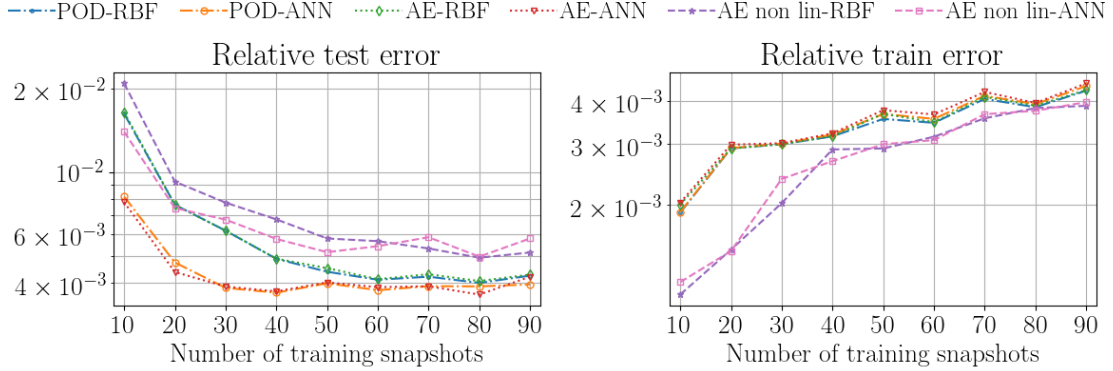 POD-RBF POD-ANN AE-RBF AE-ANN AE non lin-RBF AE non lin-ANN
Relative test error
2 × 10⁻²
10⁻²
6 × 10⁻³
4 × 10⁻³
10 20 30 40 50 60 70 80 90
Number of training snapshots
Relative train error
4 × 10⁻³
3 × 10⁻³
2 × 10⁻³
10 20 30 40 50 60 70 80 90
Number of training snapshots